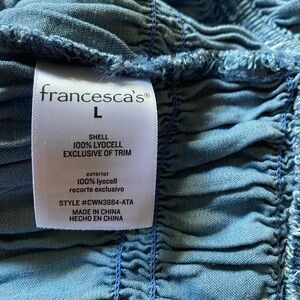 francesca's®
L
SHELL
100% LYOCELL
EXCLUSIVE OF TRIM
exterior
100% lyocell
recorte exclusivo
STYLE #CWN3884-ATA
MADE IN CHINA
HECHO EN CHINA